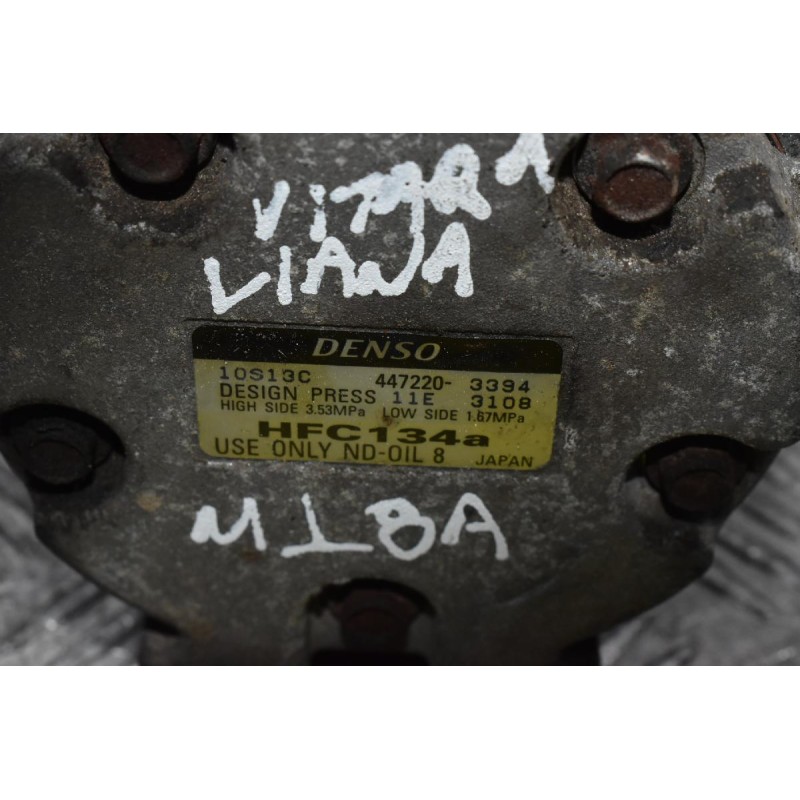 VITARA
LIANA
DENSO
10S13C 447220- 3394
DESIGN PRESS 11E 3108
HIGH SIDE 3.53MPa LOW SIDE 1.67MPa
HFC134a
USE ONLY ND-OIL 8 JAPAN
M18A